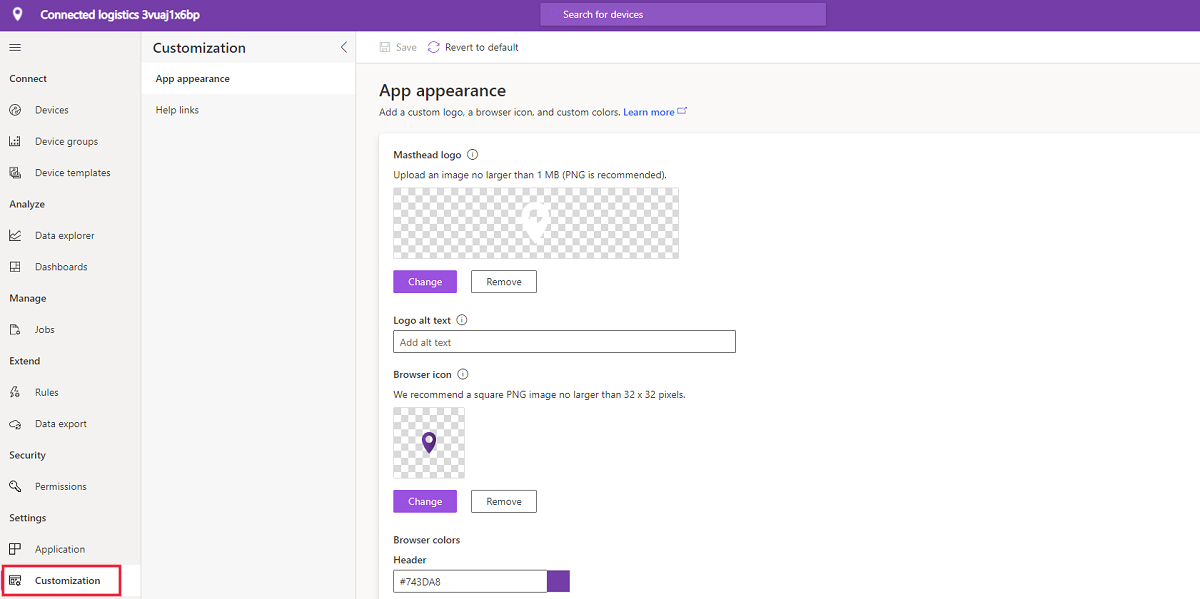 Connected logistics 3vuaj1x6bp
Search for devices
Connect
Devices
Device groups
Device templates
Analyze
Data explorer
Dashboards
Manage
Jobs
Extend
Rules
Data export
Security
Permissions
Settings
Application
Customization
Customization
App appearance
Help links
Save
Revert to default
App appearance
Add a custom logo, a browser icon, and custom colors. Learn more
Masthead logo
Upload an image no larger than 1 MB (PNG is recommended).
Change
Remove
Logo alt text
Add alt text
Browser icon
We recommend a square PNG image no larger than 32 x 32 pixels.
Change
Remove
Browser colors
Header
#743DA8